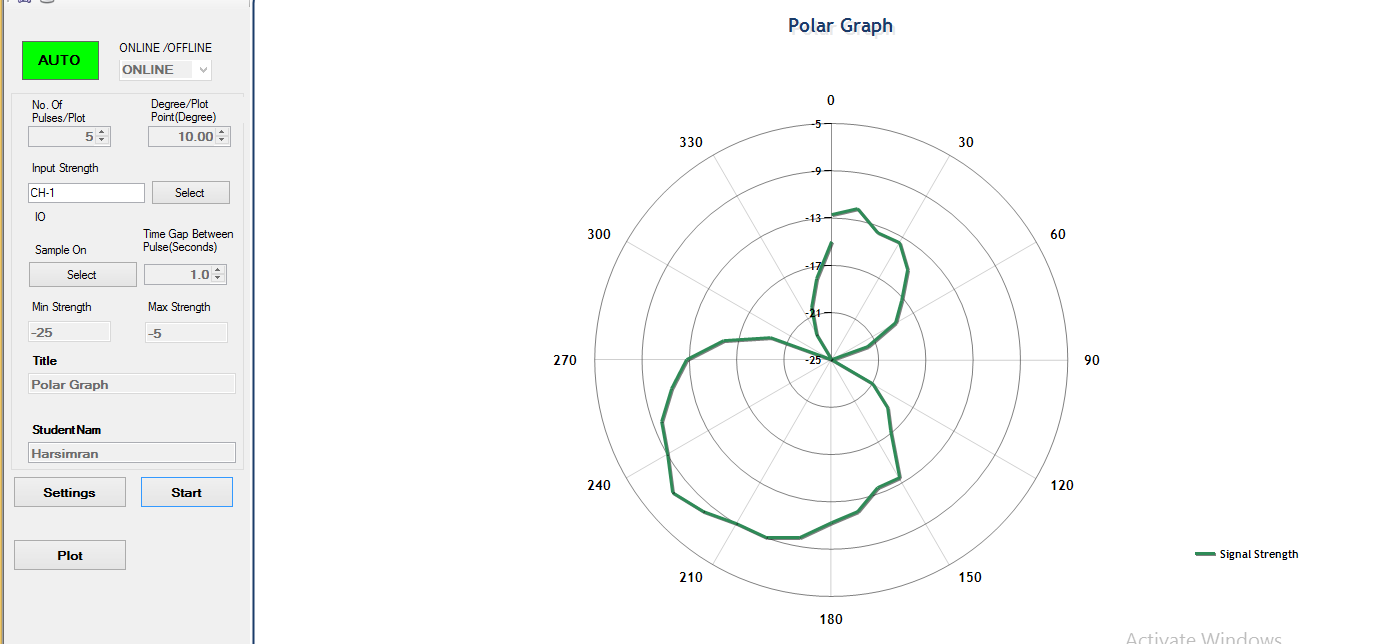 Polar Graph
AUTO
ONLINE /OFFLINE
ONLINE
No. Of
Pulses/Plot
Degree/Plot
Point(Degree)
5
10.00
Input Strength
CH-1
Select
IO
Sample On
Time Gap Between
Pulse(Seconds)
Select
1.0
Min Strength
Max Strength
-25
-5
Title
Polar Graph
StudentNam
Harsimran
Settings
Start
Plot
0
330
30
300
60
270
90
240
120
210
150
180
-5
-9
-13
-17
-21
-25
Signal Strength
Activate Windows